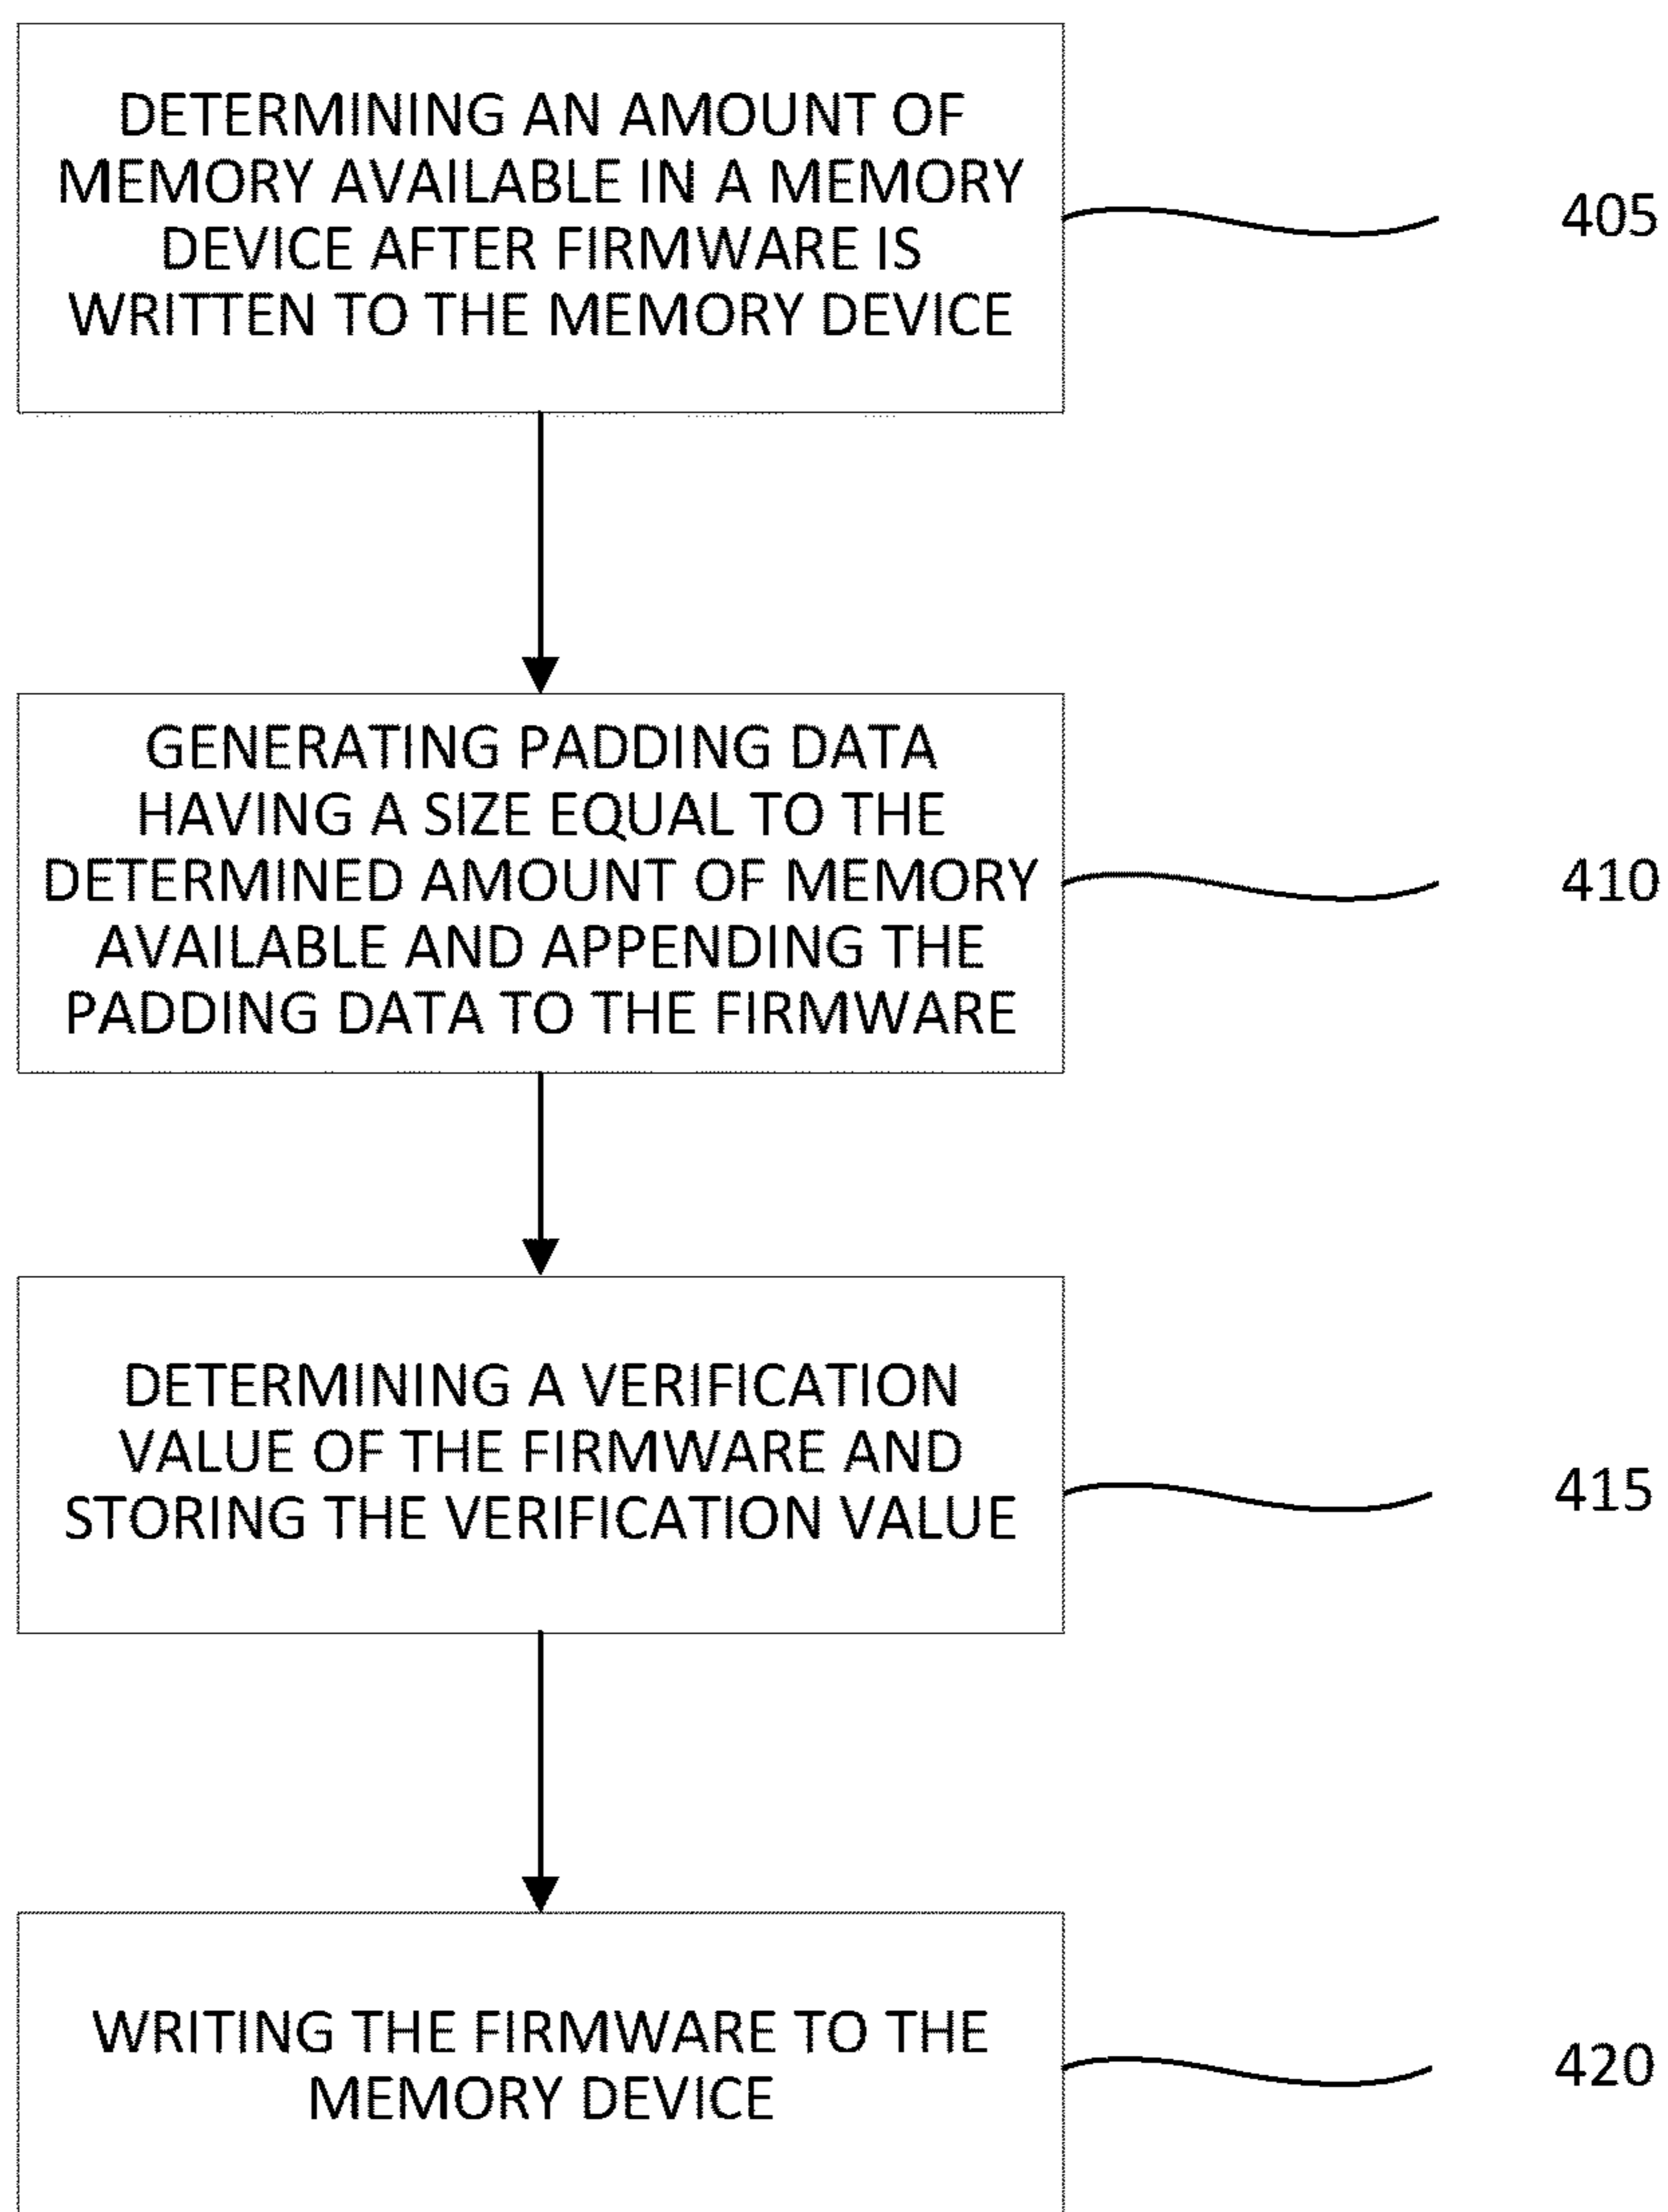 DETERMINING AN AMOUNT OF
MEMORY AVAILABLE IN A MEMORY
DEVICE AFTER FIRMWARE IS
WRITTEN TO THE MEMORY DEVICE
405
GENERATING PADDING DATA
HAVING A SIZE EQUAL TO THE
DETERMINED AMOUNT OF MEMORY
AVAILABLE AND APPENDING THE
PADDING DATA TO THE FIRMWARE
410
DETERMINING A VERIFICATION
VALUE OF THE FIRMWARE AND
STORING THE VERIFICATION VALUE
415
WRITING THE FIRMWARE TO THE
MEMORY DEVICE
420